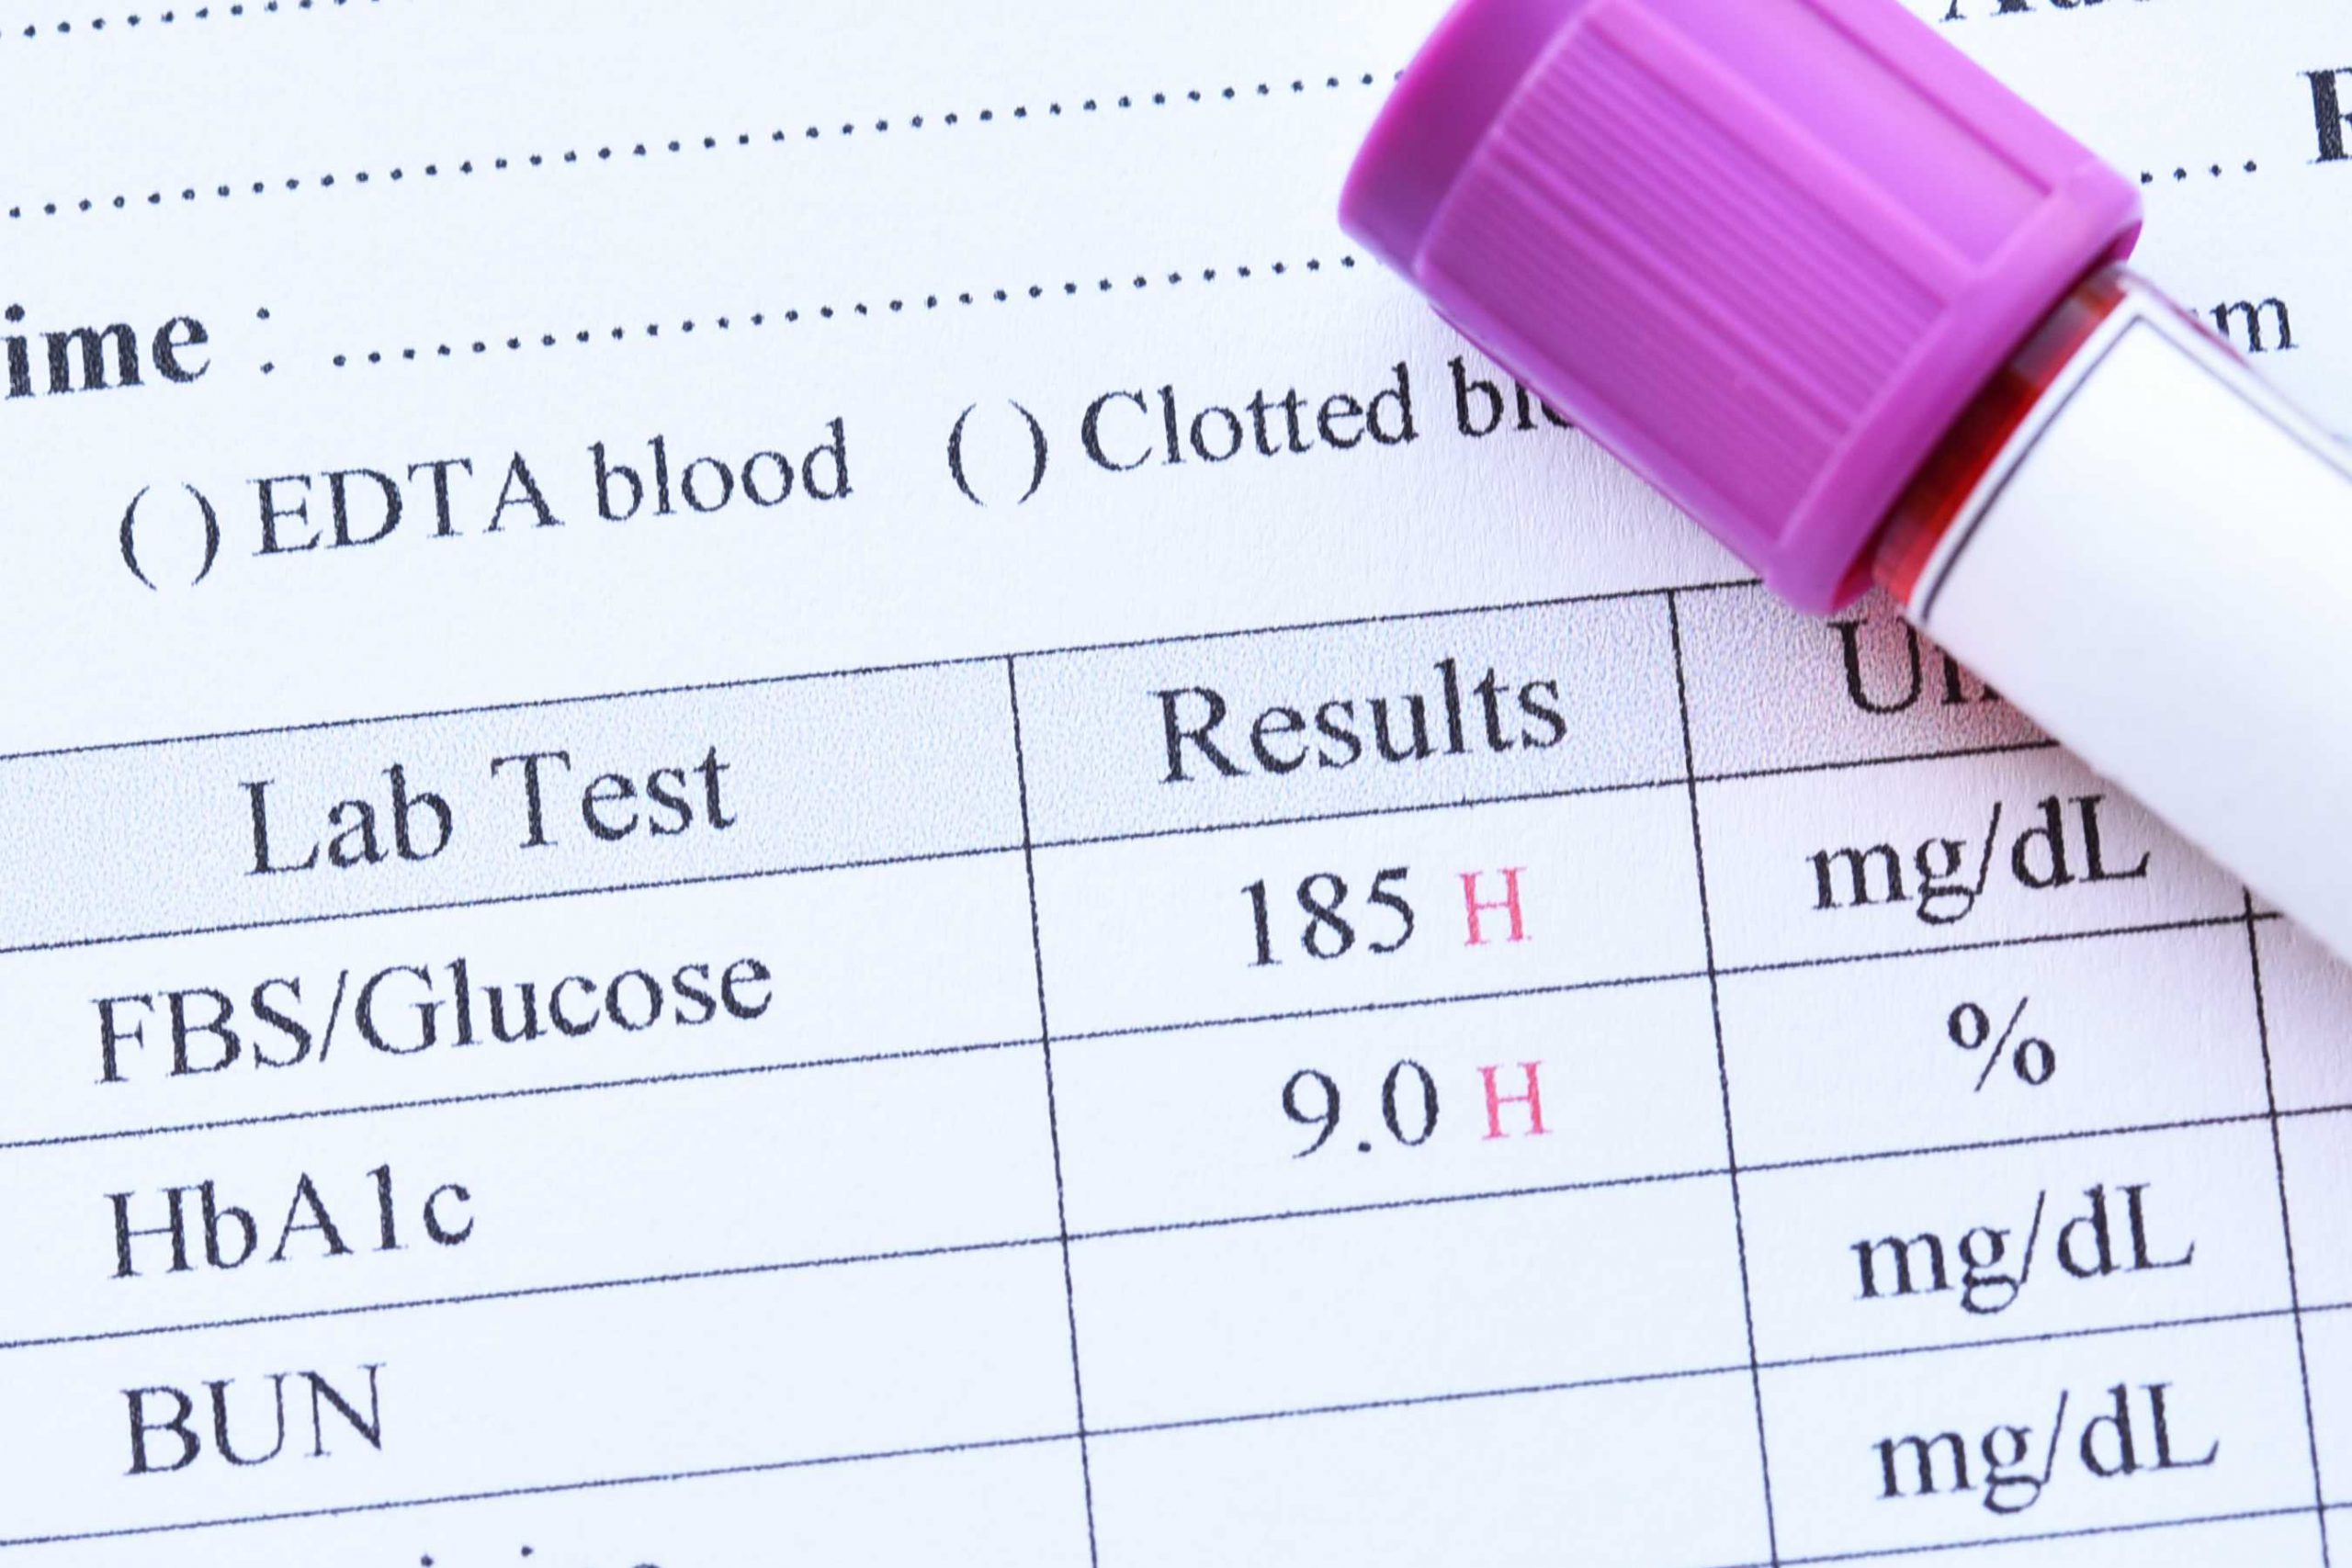 ( ) EDTA blood ( ) Clotted
Lab Test Results
FBS/Glucose 185 H mg/dL
HbA1c 9.0 H %
BUN mg/dL
mg/dL